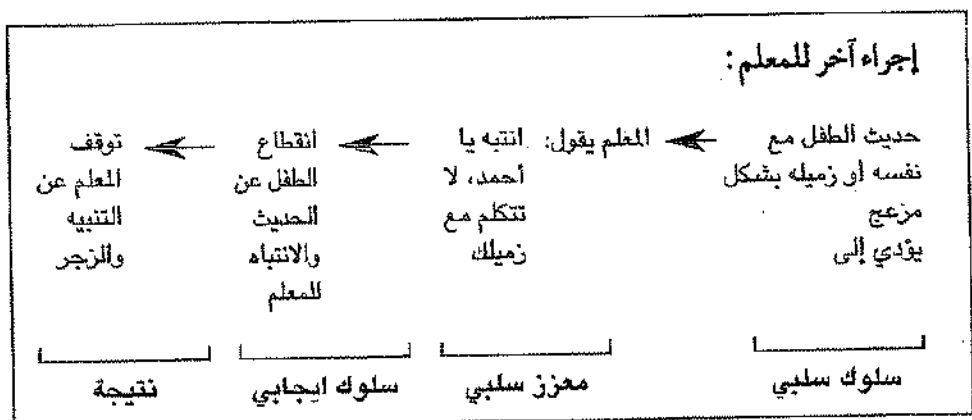 إجراء آخر للمعلم:
حديث الطفل مع
نفسه أو زميله بشكل
مزعج
يؤدي إلى
المعلم يقول: انتبه يا
أحمد، لا
تتكلم مع
زميلك
انقطاع
الطفل عن
الحديث
والانتباه
للمعلم
توقف
المعلم عن
التنبيه
والزجر
سلوك سلبي
معزز سلبي
سلوك ايجابي
نتيجة